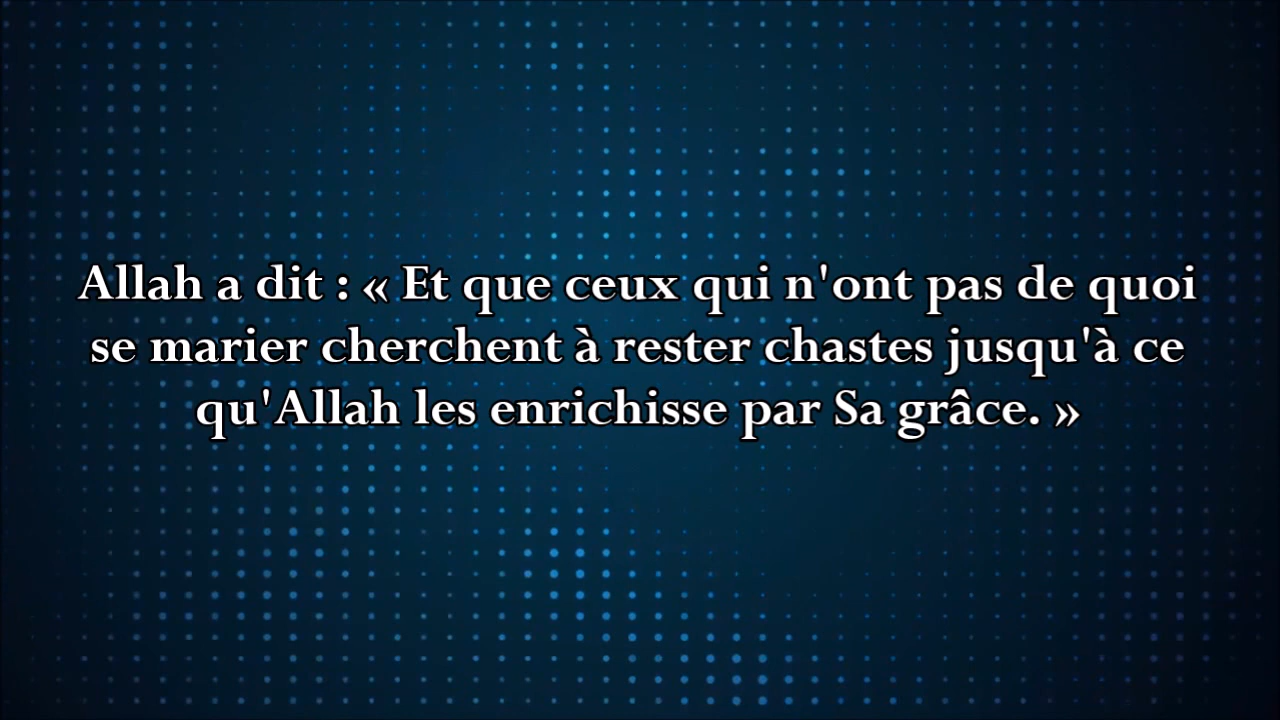 Allah a dit : « Et que ceux qui n'ont pas de quoi
se marier cherchent à rester chastes jusqu'à ce
qu'Allah les enrichisse par Sa grâce. »